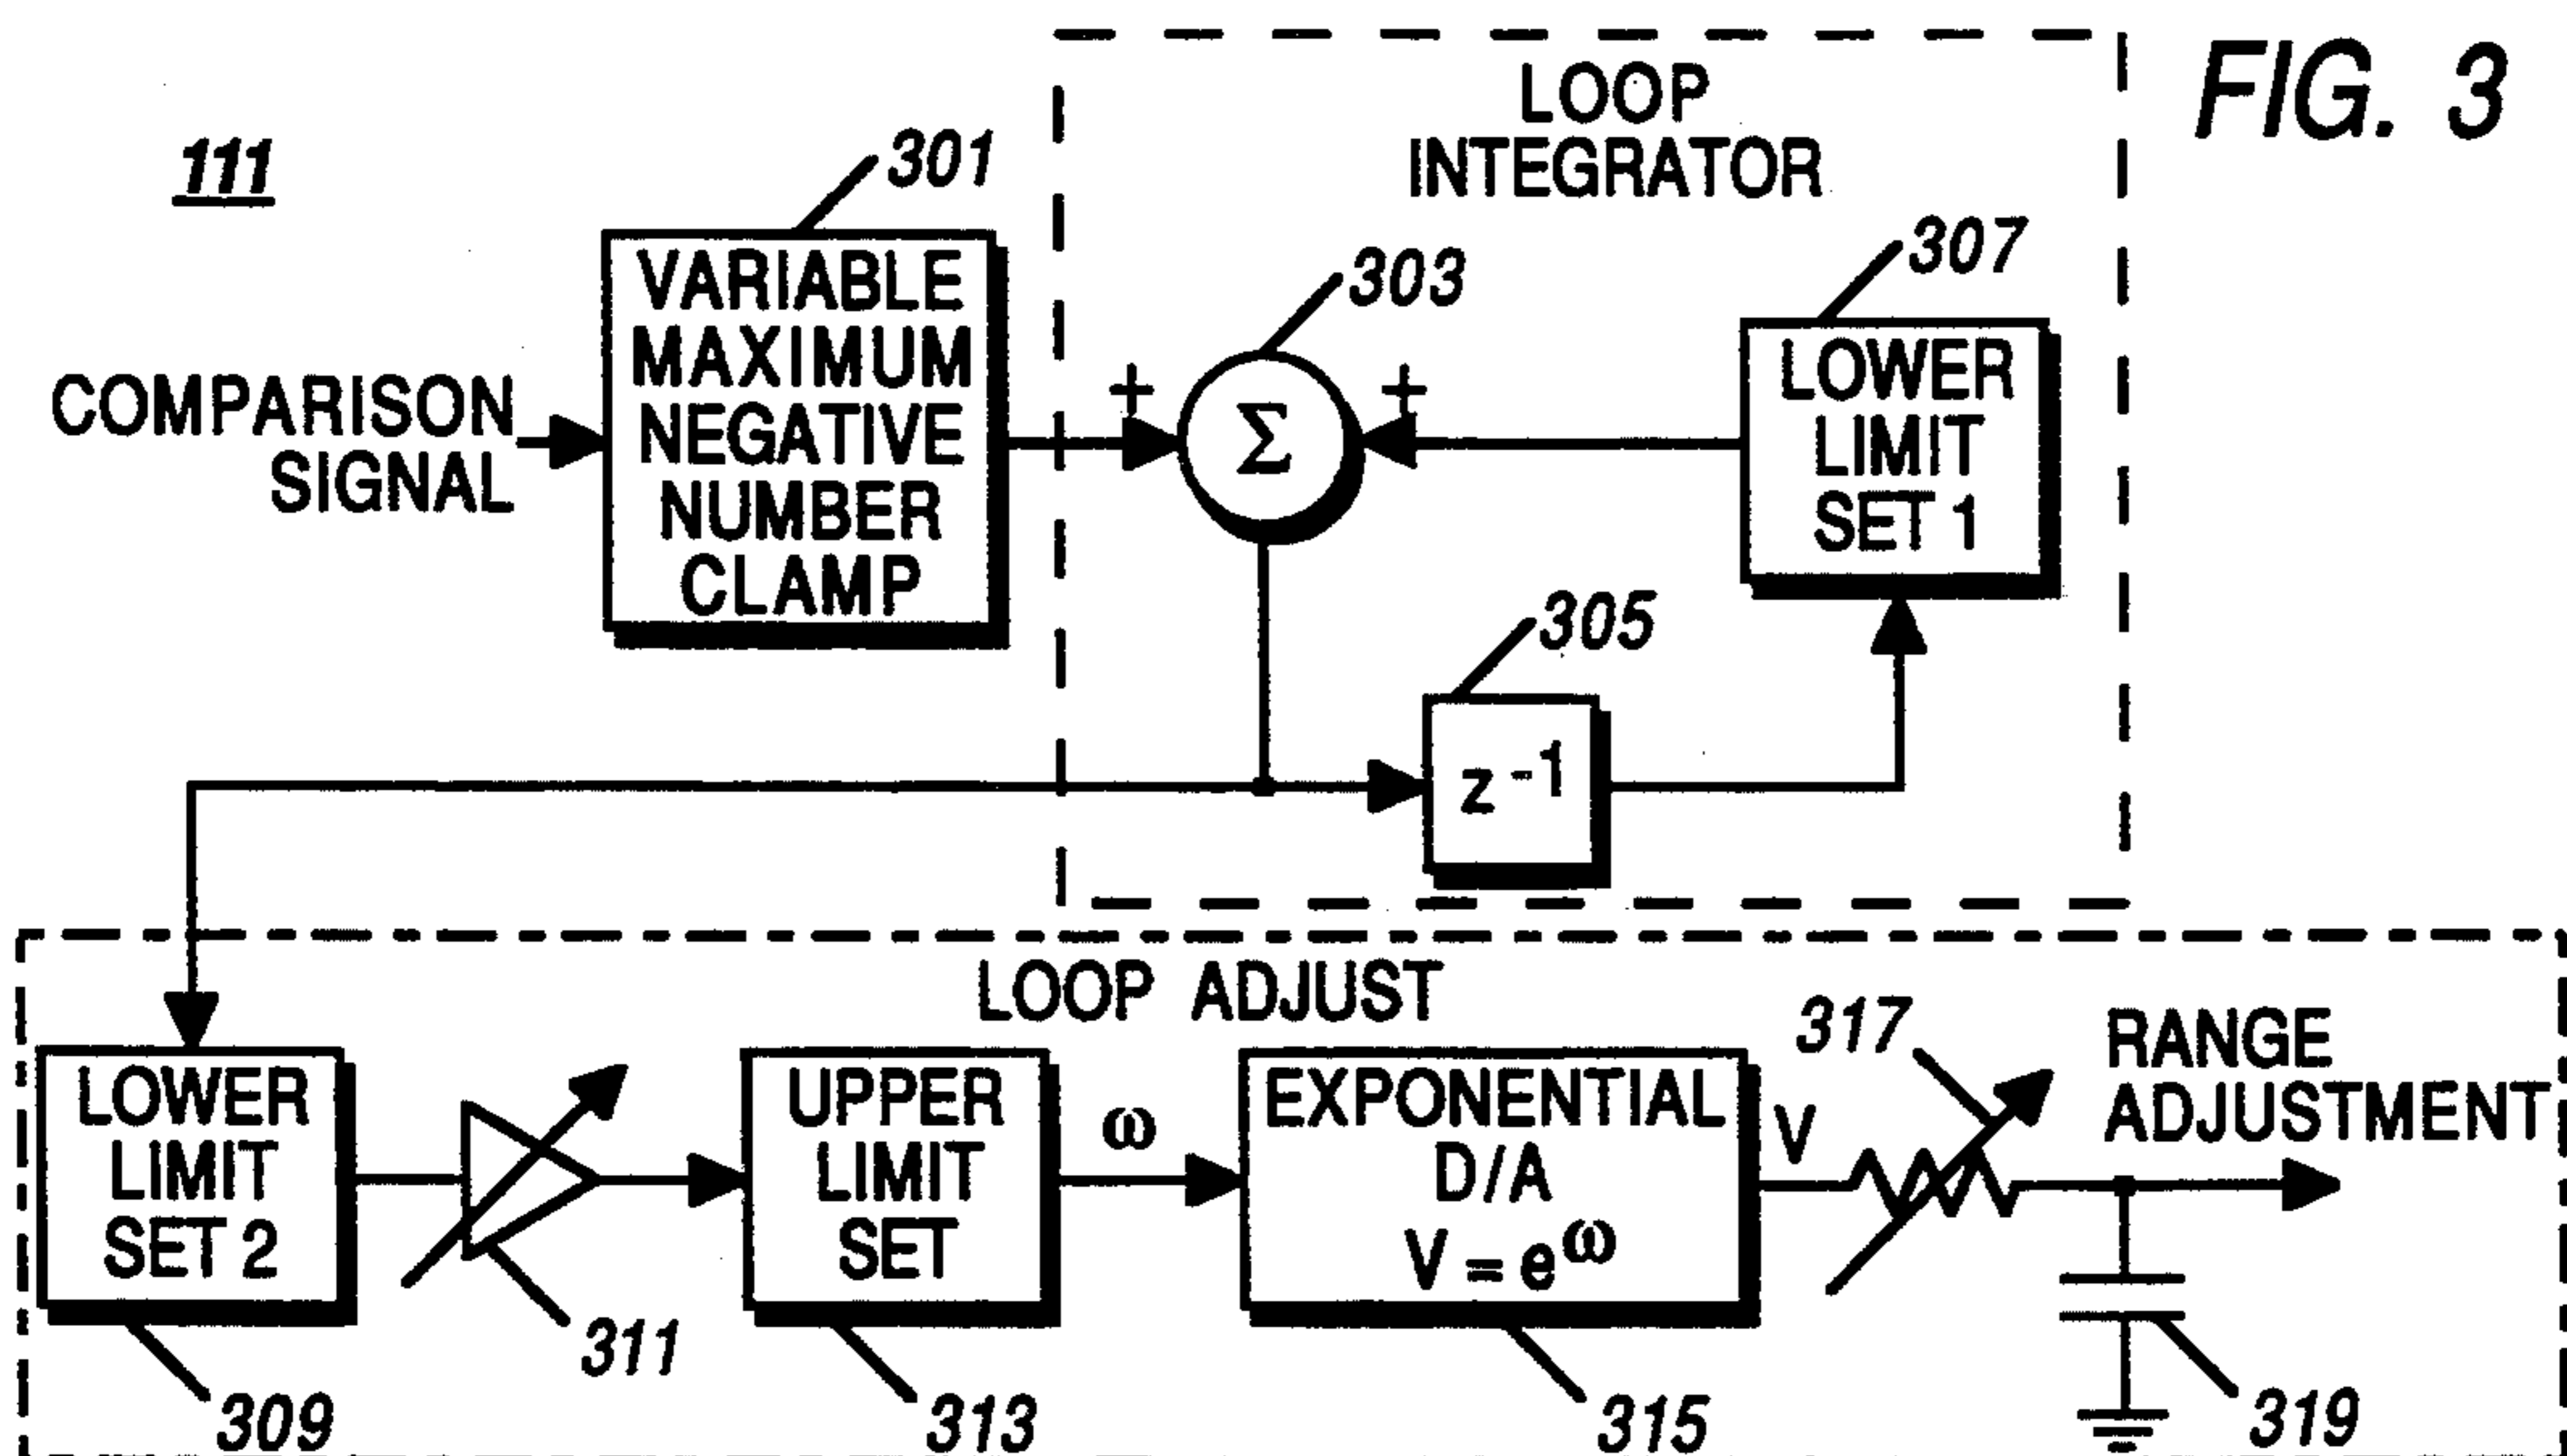 FIG. 3
111
LOOP
INTEGRATOR
301
VARIABLE
MAXIMUM
NEGATIVE
NUMBER
CLAMP
COMPARISON
SIGNAL
303
+
+
Σ
307
LOWER
LIMIT
SET 1
305
z⁻¹
LOOP ADJUST
LOWER
LIMIT
SET 2
309
311
UPPER
LIMIT
SET
313
ω
EXPONENTIAL
D/A
V = e^ω
315
V
317
RANGE
ADJUSTMENT
319